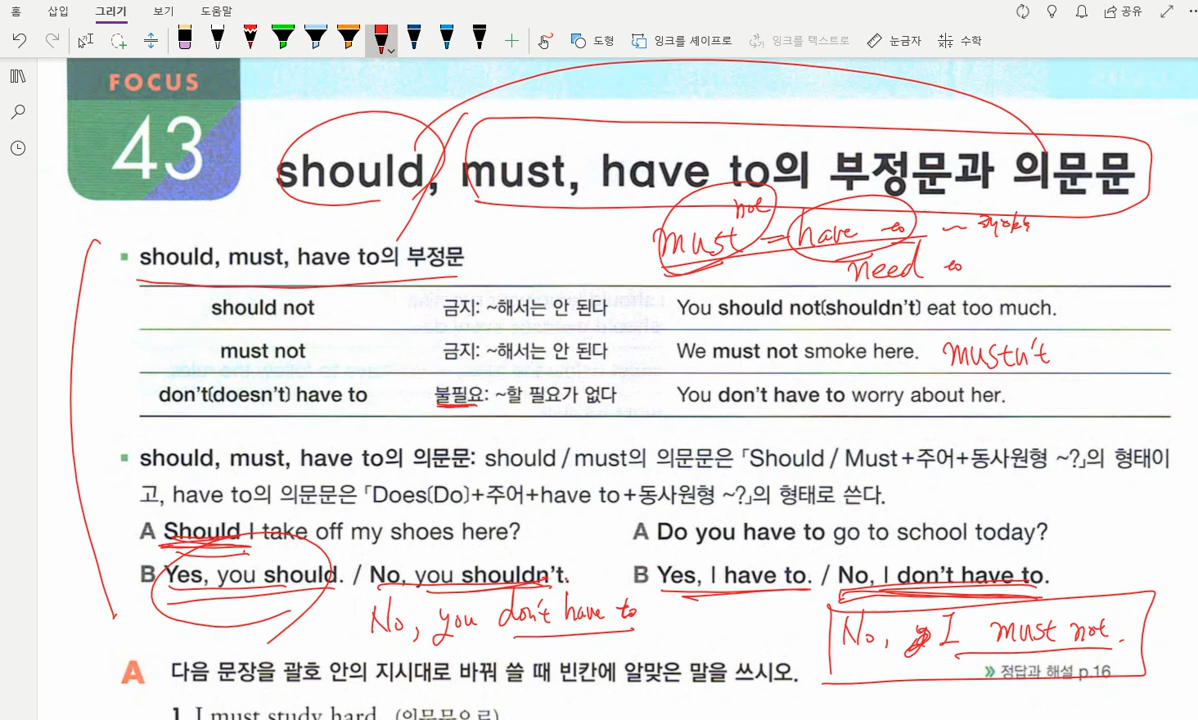 홈 삽입 그리기 보기 도움말
공유
도형 잉크를 셰이프로 잉크를 텍스트로 눈금자 수학
FOCUS
43
should, must, have to의 부정문과 의문문
not
must = have to ~
need to
should, must, have to의 부정문
should not 금지: ~해서는 안 된다 You should not(shouldn't) eat too much.
must not 금지: ~해서는 안 된다 We must not smoke here. mustn't
don't(doesn't) have to 불필요: ~할 필요가 없다 You don't have to worry about her.
should, must, have to의 의문문: should / must의 의문문은 「Should / Must+주어+동사원형 ~?」의 형태이
고, have to의 의문문은 「Does(Do)+주어+have to+동사원형 ~?」의 형태로 쓴다.
A Should I take off my shoes here? A Do you have to go to school today?
B Yes, you should. / No, you shouldn't. B Yes, I have to. / No, I don't have to.
No, you don't have to
No, I must not.
A 다음 문장을 괄호 안의 지시대로 바꿔 쓸 때 빈칸에 알맞은 말을 쓰시오.
» 정답과 해설 p.16
1 I must study hard. (의문문으로)